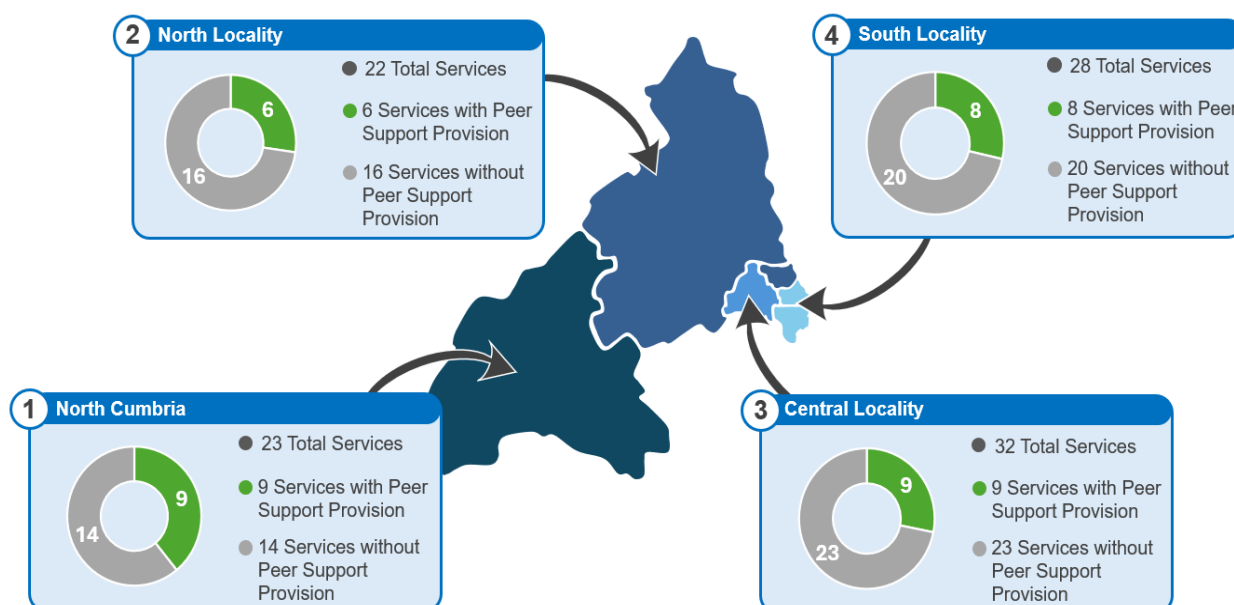 2 North Locality
6
16
22 Total Services
6 Services with Peer
Support Provision
16 Services without
Peer Support
Provision
4 South Locality
8
20
28 Total Services
8 Services with Peer
Support Provision
20 Services without
Peer Support
Provision
1 North Cumbria
9
14
23 Total Services
9 Services with Peer
Support Provision
14 Services without
Peer Support
Provision
3 Central Locality
9
23
32 Total Services
9 Services with Peer
Support Provision
23 Services without
Peer Support
Provision